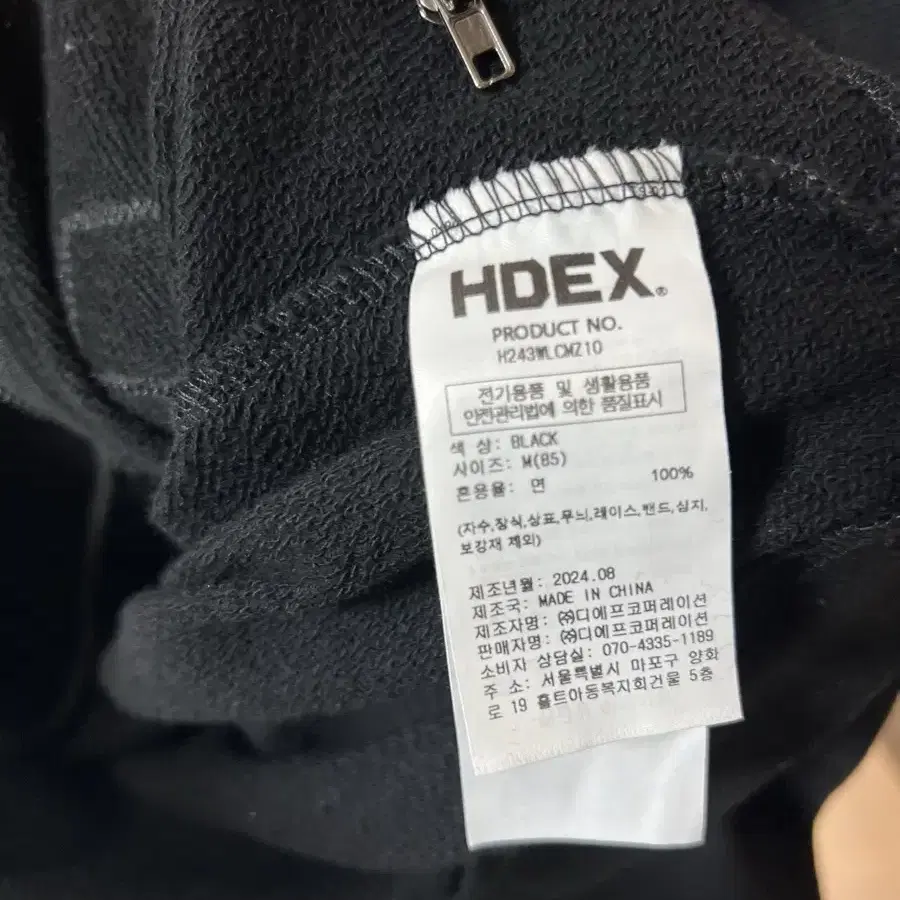 HDEX®
PRODUCT NO.
H243WLCMZ10
전기용품 및 생활용품
안전관리법에 의한 품질표시
색 상: BLACK
사이즈: M(85)
혼용율: 면 100%
(자수,장식,상표,무늬,레이스,밴드,심지,
보강재 제외)
제조년월: 2024.08
제조국: MADE IN CHINA
제조자명: ㈜디에프코퍼레이션
판매자명: ㈜디에프코퍼레이션
소비자 상담실: 070-4335-1189
주 소: 서울특별시 마포구 양화
로 19 홀트아동복지회건물 5층